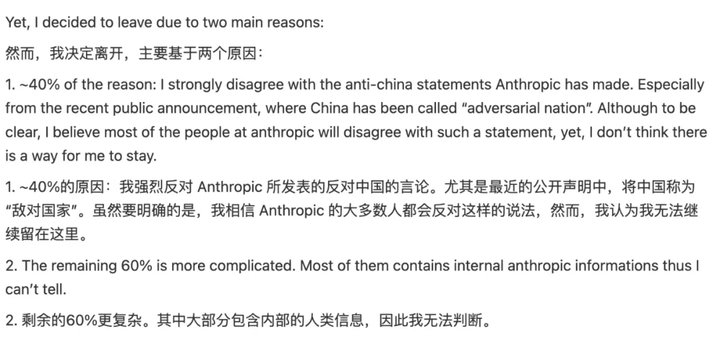 Yet, I decided to leave due to two main reasons:
然而，我决定离开，主要基于两个原因：
1. ~40% of the reason: I strongly disagree with the anti-china statements Anthropic has made. Especially
from the recent public announcement, where China has been called “adversarial nation”. Although to be
clear, I believe most of the people at anthropic will disagree with such a statement, yet, I don’t think there
is a way for me to stay.
1. ~40%的原因：我强烈反对 Anthropic 所发表的反对中国的言论。尤其是最近的公开声明中，将中国称为
“敌对国家”。虽然要明确的是，我相信 Anthropic 的大多数人都会反对这样的说法，然而，我认为我无法继
续留在这里。
2. The remaining 60% is more complicated. Most of them contains internal anthropic informations thus I
can’t tell.
2. 剩余的60%更复杂。其中大部分包含内部的人类信息，因此我无法判断。